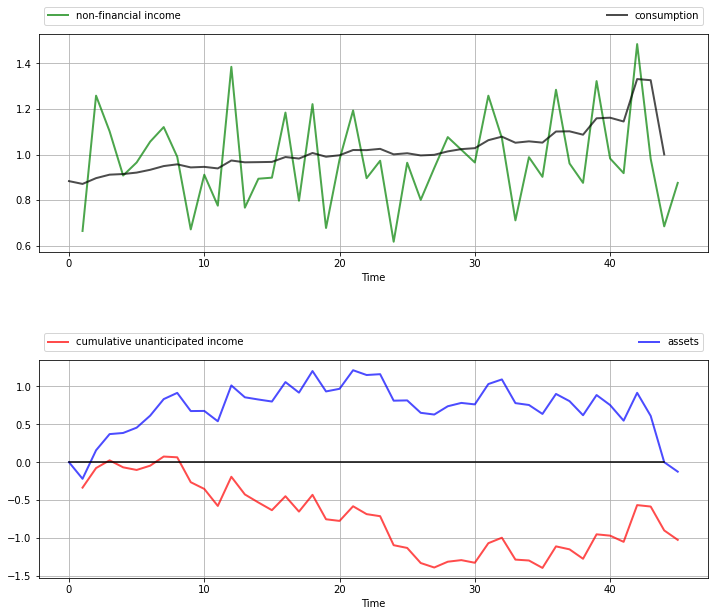 non-financial income consumption
1.4
1.2
1.0
0.8
0.6
0 10 20 30 40
Time
cumulative unanticipated income assets
1.0
0.5
0.0
−0.5
−1.0
−1.5
0 10 20 30 40
Time